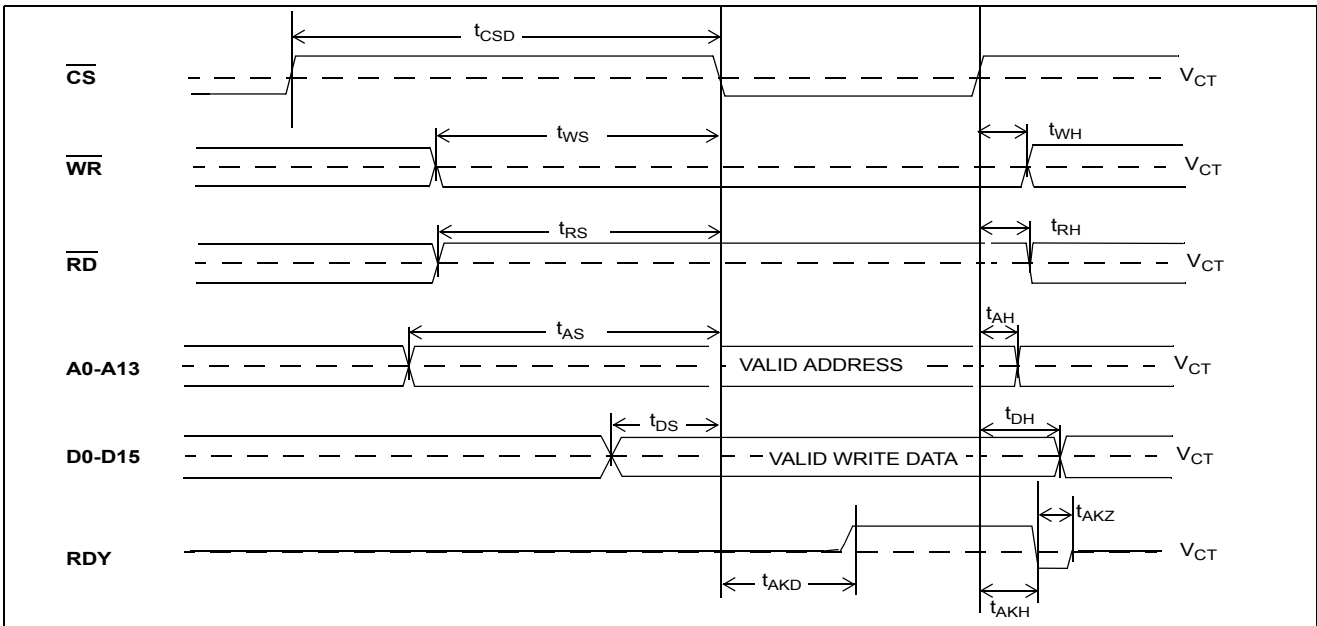 tCSD
CS VCT
tWS tWH
WR VCT
tRS tRH
RD VCT
tAS tAH
A0-A13 VALID ADDRESS VCT
tDS tDH
D0-D15 VALID WRITE DATA VCT
tAKZ
RDY VCT
tAKD
tAKH